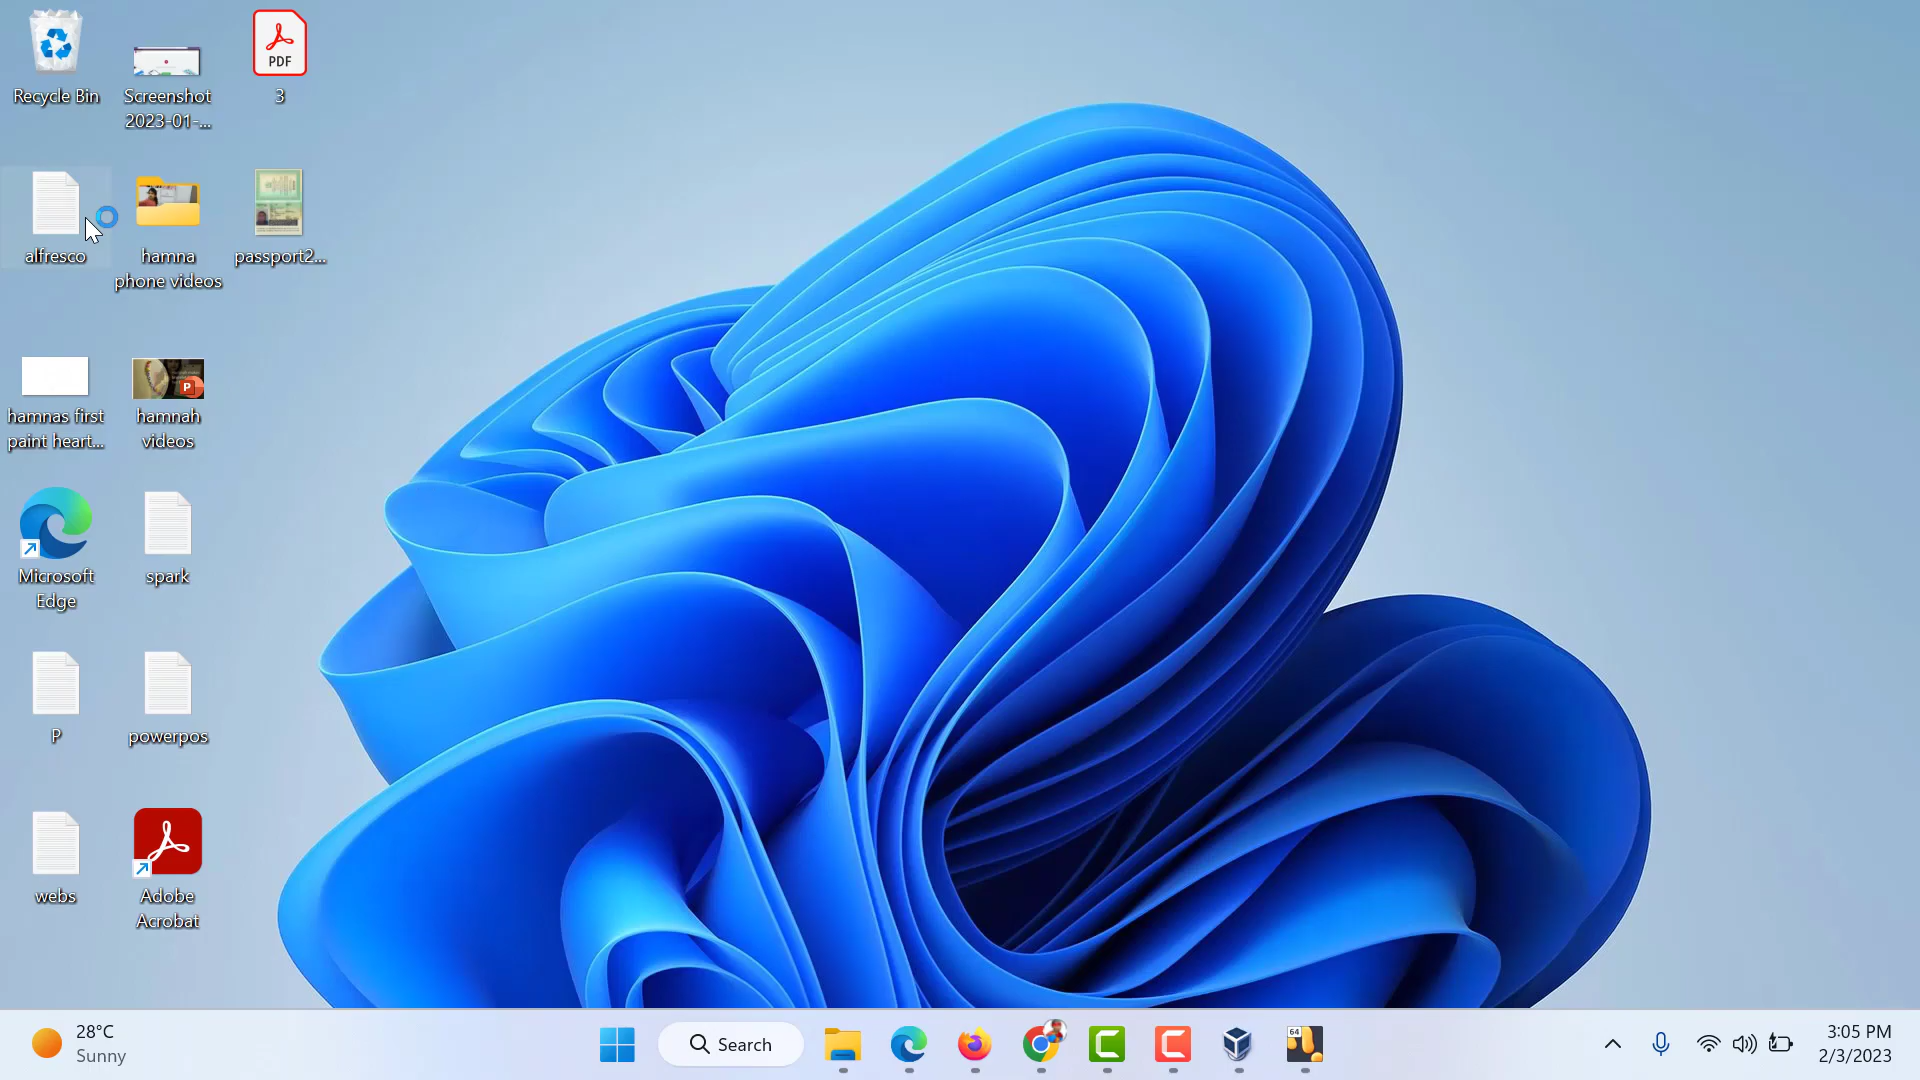 Recycle Bin
Screenshot
2023-01-...
PDF
3
alfresco
hamna
phone videos
passport2...
hamnas first
paint heart...
P
hamnah
videos
Microsoft
Edge
spark
P
powerpos
webs
Adobe
Acrobat
28°C
Sunny
Search
64
3:05 PM
2/3/2023